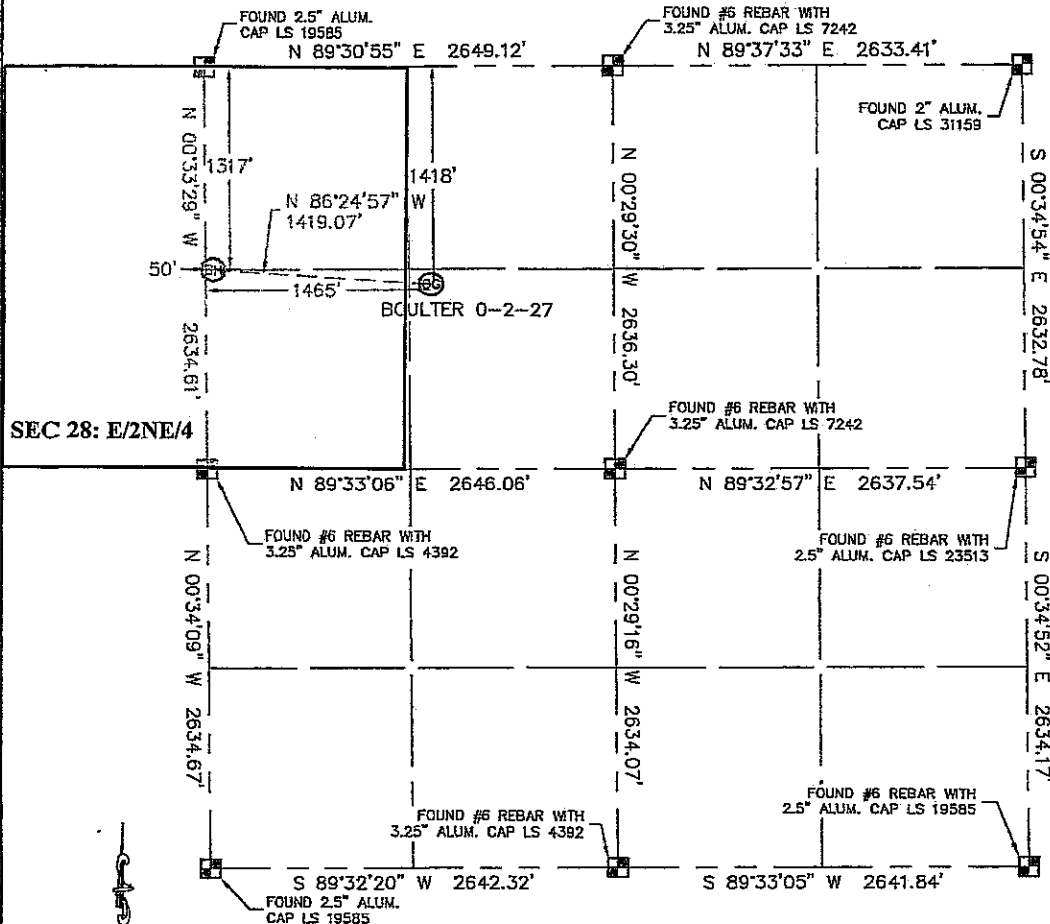 FOUND 2.5" ALUM.
CAP LS 19585
FOUND #6 REBAR WITH
3.25" ALUM. CAP LS 7242
N 89°30'55" E 2649.12'
N 89°37'33" E 2633.41'
FOUND 2" ALUM.
CAP LS 31159
N 00°33'29" W 2634.61'
1317'
1418'
N 86°24'57" W
1419.07'
N 00°29'30" W 2636.30'
S 00°34'54" E 2632.78'
50'
BH
1465'
BOULTER 0-2-27
SEC 28: E/2NE/4
FOUND #6 REBAR WITH
3.25" ALUM. CAP LS 7242
N 89°33'06" E 2646.06'
N 89°32'57" E 2637.54'
FOUND #6 REBAR WITH
3.25" ALUM. CAP LS 4392
FOUND #6 REBAR WITH
2.5" ALUM. CAP LS 23513
N 00°34'09" W 2634.67'
N 00°29'16" W 2634.07'
S 00°34'52" E 2634.17'
FOUND #6 REBAR WITH
3.25" ALUM. CAP LS 4392
FOUND #6 REBAR WITH
2.5" ALUM. CAP LS 19585
S 89°32'20" W 2642.32'
S 89°33'05" W 2641.84'
FOUND 2.5" ALUM.
CAP LS 19585